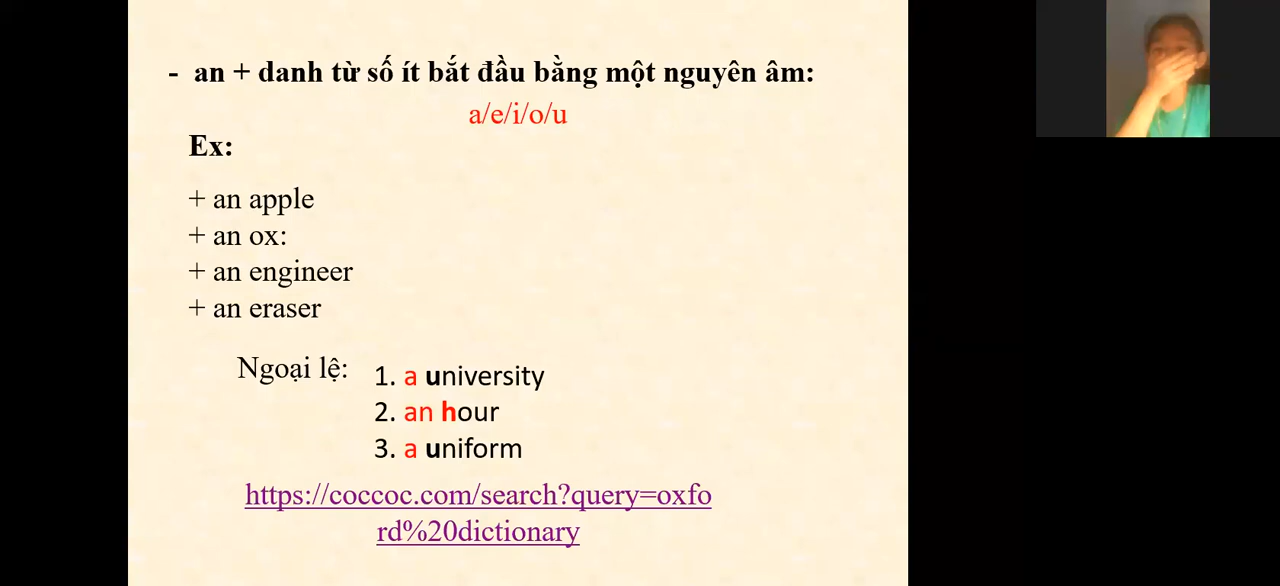 - an + danh từ số ít bắt đầu bằng một nguyên âm:
a/e/i/o/u
Ex:
+ an apple
+ an ox:
+ an engineer
+ an eraser
Ngoại lệ:
1. a university
2. an hour
3. a uniform
https://coccoc.com/search?query=oxfo
rd%20dictionary